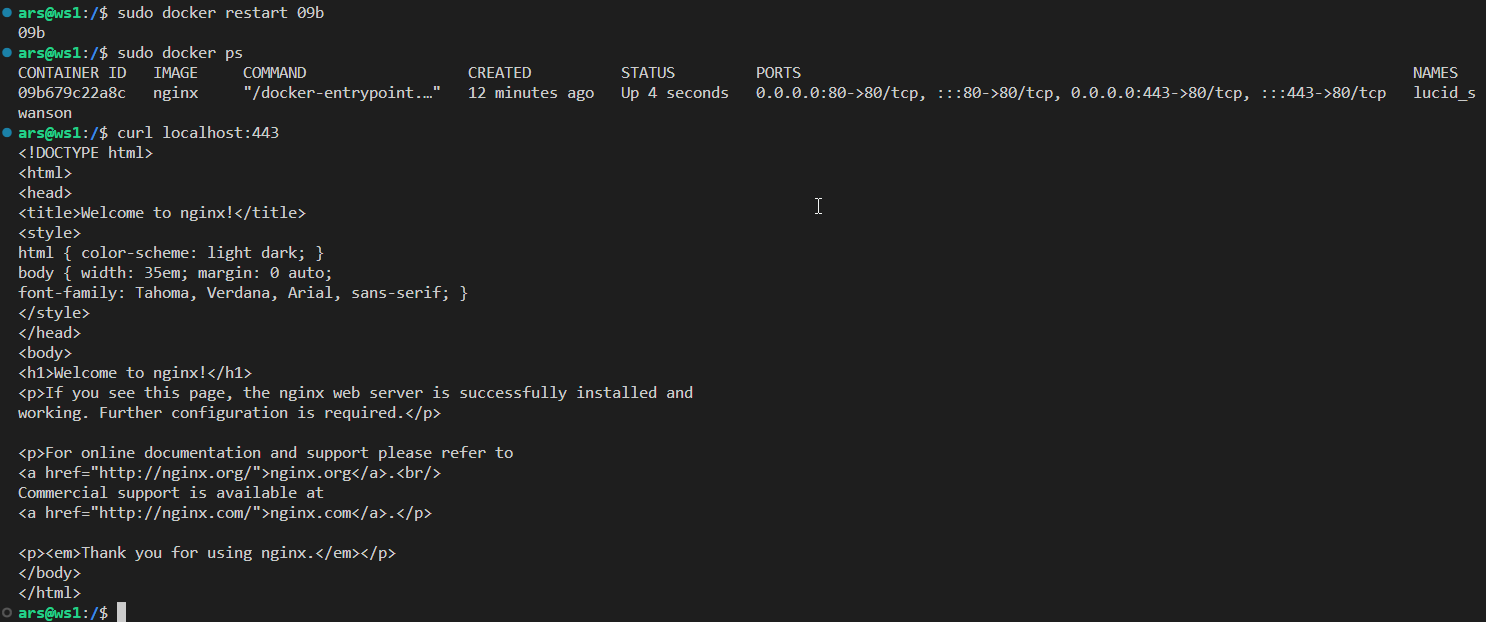 ars@ws1:/$ sudo docker restart 09b
09b
ars@ws1:/$ sudo docker ps
CONTAINER ID   IMAGE     COMMAND                  CREATED          STATUS         PORTS                                                                    NAMES
09b679c22a8c   nginx     "/docker-entrypoint.…"   12 minutes ago   Up 4 seconds   0.0.0.0:80->80/tcp, :::80->80/tcp, 0.0.0.0:443->80/tcp, :::443->80/tcp   lucid_s
wanson
ars@ws1:/$ curl localhost:443
<!DOCTYPE html>
<html>
<head>
<title>Welcome to nginx!</title>
<style>
html { color-scheme: light dark; }
body { width: 35em; margin: 0 auto;
font-family: Tahoma, Verdana, Arial, sans-serif; }
</style>
</head>
<body>
<h1>Welcome to nginx!</h1>
<p>If you see this page, the nginx web server is successfully installed and
working. Further configuration is required.</p>

<p>For online documentation and support please refer to
<a href="http://nginx.org/">nginx.org</a>.<br/>
Commercial support is available at
<a href="http://nginx.com/">nginx.com</a>.</p>

<p><em>Thank you for using nginx.</em></p>
</body>
</html>
ars@ws1:/$